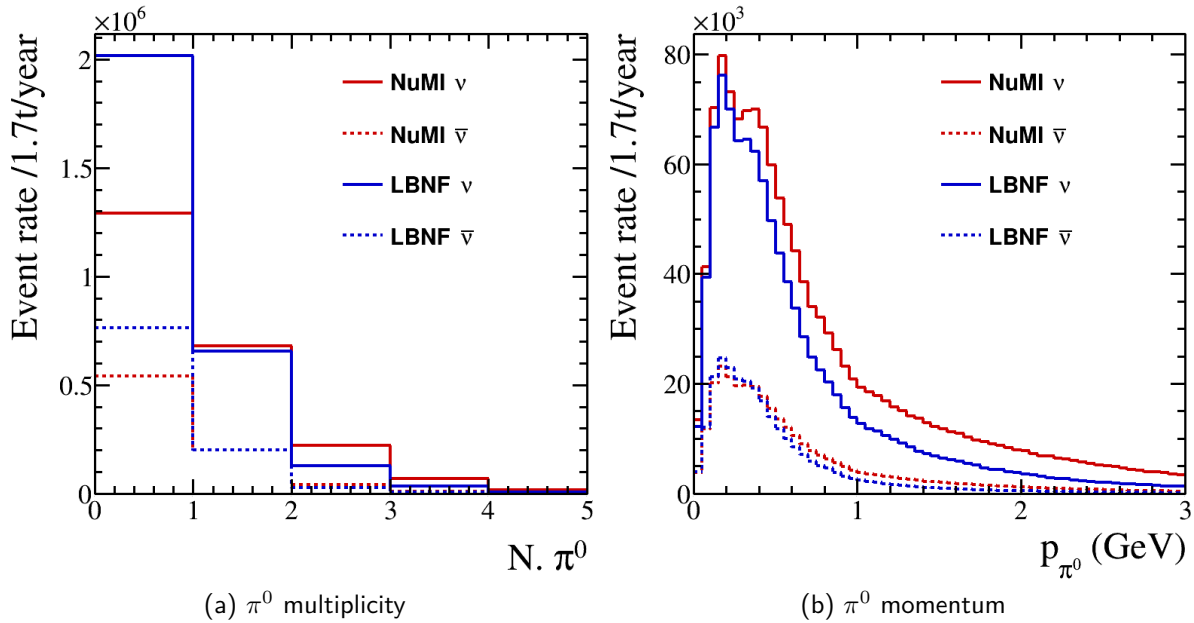 ×10⁶
Event rate /1.7t/year
2
1.5
1
0.5
0
0 1 2 3 4 5
N. π⁰
NuMI ν
NuMI ν̅
LBNF ν
LBNF ν̅
(a) π⁰ multiplicity
×10³
Event rate /1.7t/year
80
60
40
20
0
0 1 2 3
p_π⁰ (GeV)
NuMI ν
NuMI ν̅
LBNF ν
LBNF ν̅
(b) π⁰ momentum